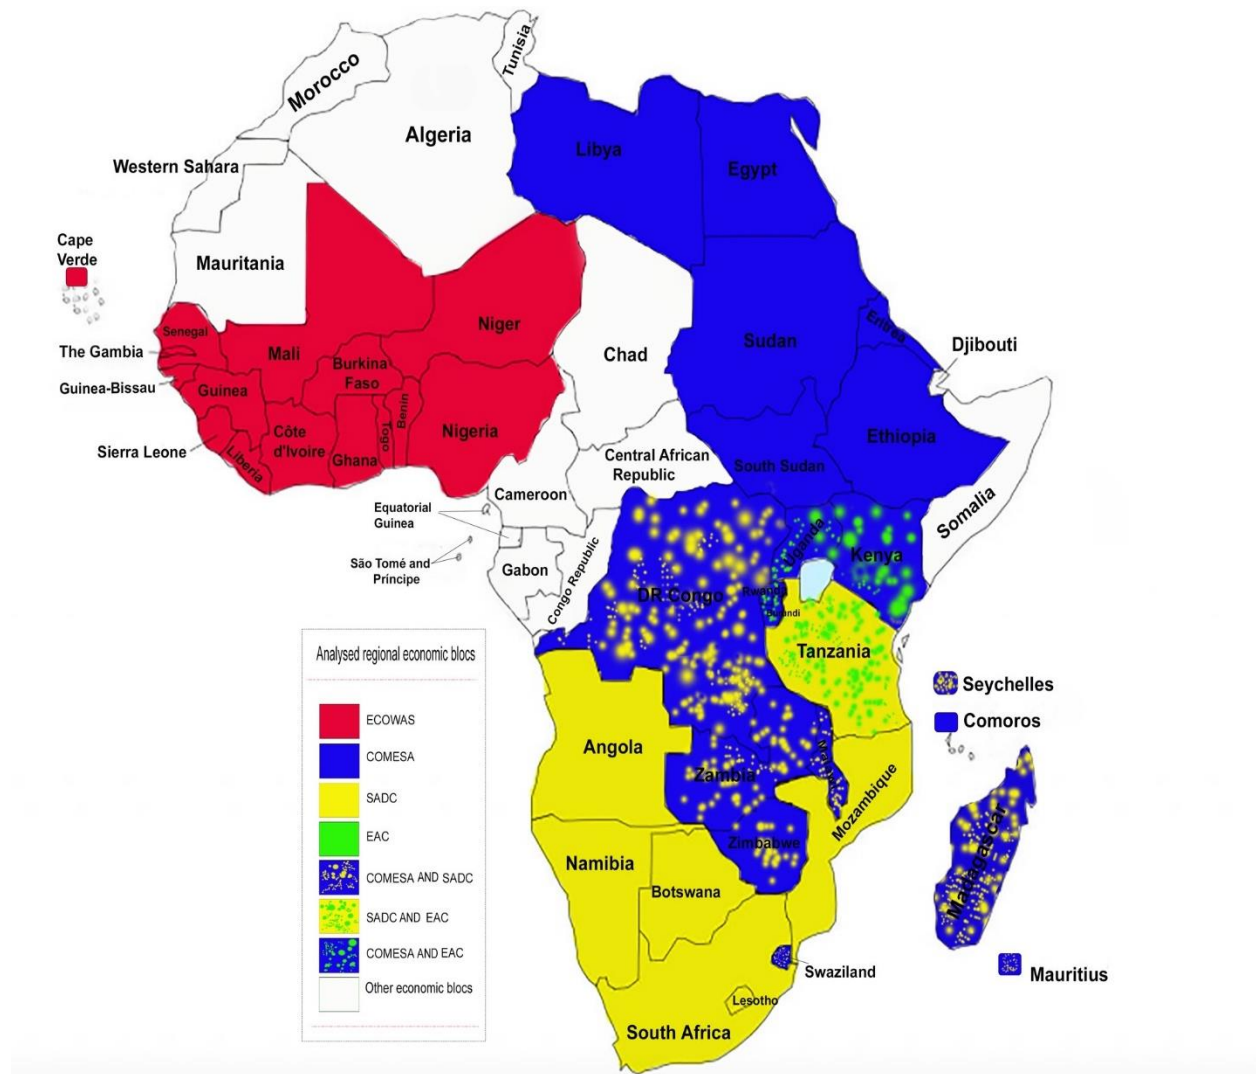 Tunisia
Morocco
Algeria
Libya
Egypt
Western Sahara
Cape
Verde
Mauritania
Senegal
The Gambia
Guinea-Bissau
Guinea
Sierra Leone
Liberia
Mali
Burkina
Faso
Côte
d'Ivoire
Ghana
Togo
Benin
Niger
Nigeria
Chad
Sudan
Eritrea
Djibouti
Ethiopia
South Sudan
Somalia
Central African
Republic
Cameroon
Equatorial
Guinea
São Tomé and
Príncipe
Gabon
Congo Republic
DR Congo
Uganda
Kenya
Rwanda
Burundi
Tanzania
Seychelles
Comoros
Angola
Zambia
Malawi
Mozambique
Zimbabwe
Madagascar
Mauritius
Namibia
Botswana
Swaziland
Lesotho
South Africa
Analysed regional economic blocs
ECOWAS
COMESA
SADC
EAC
COMESA AND SADC
SADC AND EAC
COMESA AND EAC
Other economic blocs